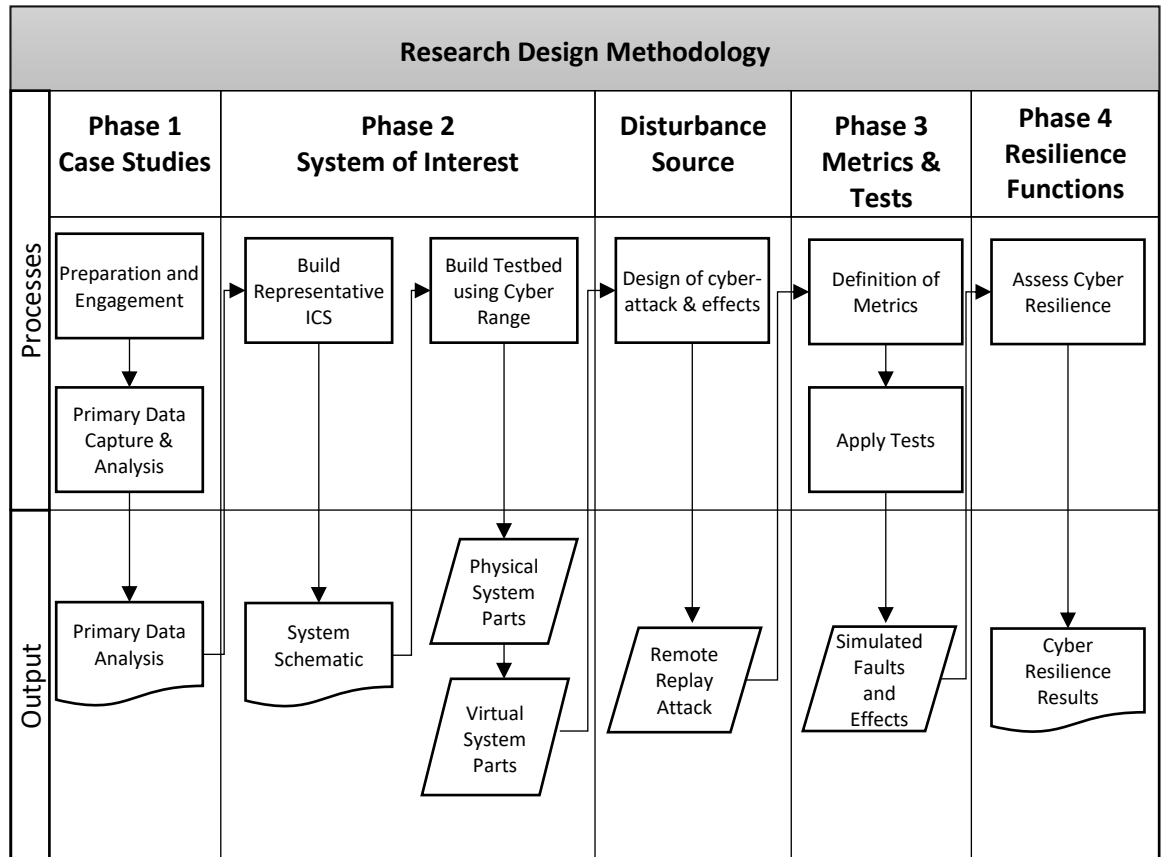 Research Design Methodology
Phase 1
Case Studies
Phase 2
System of Interest
Disturbance
Source
Phase 3
Metrics &
Tests
Phase 4
Resilience
Functions
Processes
Preparation and
Engagement
Build
Representative
ICS
Build Testbed
using Cyber
Range
Design of cyber-
attack & effects
Definition of
Metrics
Assess Cyber
Resilience
Primary Data
Capture &
Analysis
Apply Tests
Output
Primary Data
Analysis
System
Schematic
Physical
System
Parts
Virtual
System
Parts
Remote
Replay
Attack
Simulated
Faults
and
Effects
Cyber
Resilience
Results